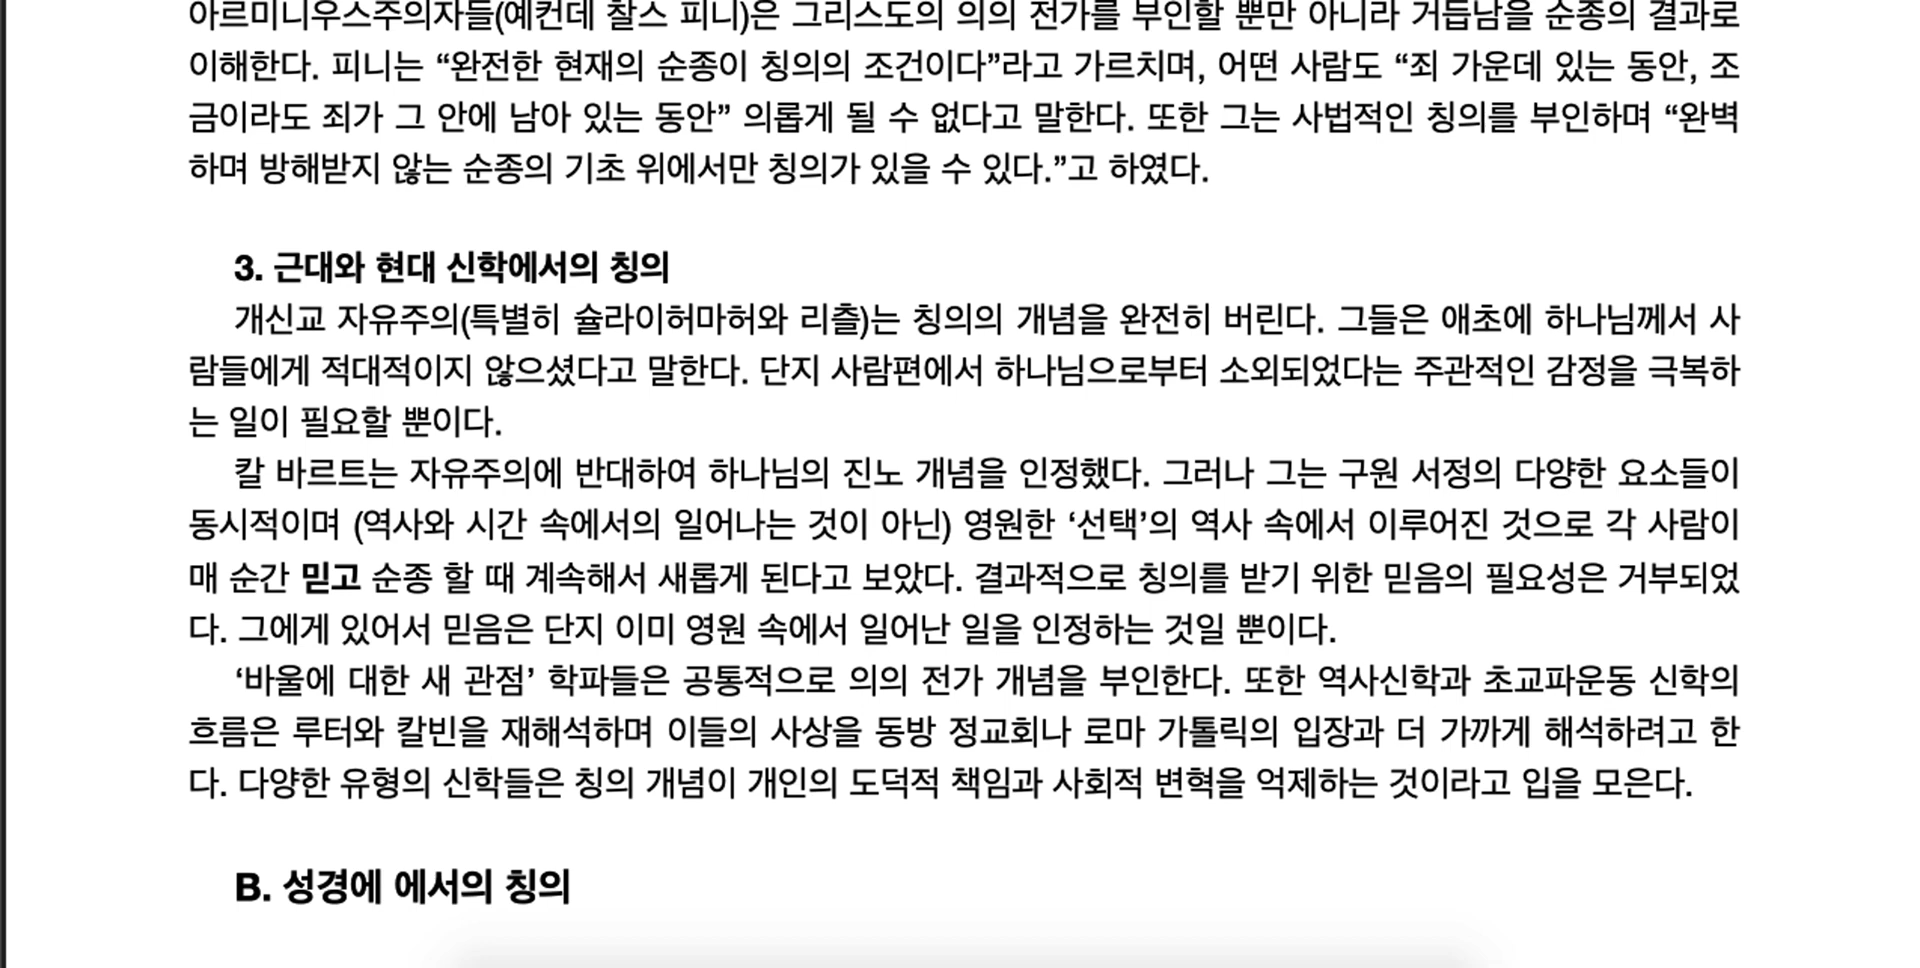 아르미니우스주의자들(예컨데 찰스 피니)은 그리스도의 의의 전가를 부인할 뿐만 아니라 거듭남을 순종의 결과로
이해한다. 피니는 “완전한 현재의 순종이 칭의의 조건이다”라고 가르치며, 어떤 사람도 “죄 가운데 있는 동안, 조
금이라도 죄가 그 안에 남아 있는 동안” 의롭게 될 수 없다고 말한다. 또한 그는 사법적인 칭의를 부인하며 “완벽
하며 방해받지 않는 순종의 기초 위에서만 칭의가 있을 수 있다.”고 하였다.
3. 근대와 현대 신학에서의 칭의
개신교 자유주의(특별히 슐라이허마허와 리츨)는 칭의의 개념을 완전히 버린다. 그들은 애초에 하나님께서 사
람들에게 적대적이지 않으셨다고 말한다. 단지 사람편에서 하나님으로부터 소외되었다는 주관적인 감정을 극복하
는 일이 필요할 뿐이다.
칼 바르트는 자유주의에 반대하여 하나님의 진노 개념을 인정했다. 그러나 그는 구원 서정의 다양한 요소들이
동시적이며 (역사와 시간 속에서의 일어나는 것이 아닌) 영원한 ‘선택’의 역사 속에서 이루어진 것으로 각 사람이
매 순간 믿고 순종 할 때 계속해서 새롭게 된다고 보았다. 결과적으로 칭의를 받기 위한 믿음의 필요성은 거부되었
다. 그에게 있어서 믿음은 단지 이미 영원 속에서 일어난 일을 인정하는 것일 뿐이다.
‘바울에 대한 새 관점’ 학파들은 공통적으로 의의 전가 개념을 부인한다. 또한 역사신학과 초교파운동 신학의
흐름은 루터와 칼빈을 재해석하며 이들의 사상을 동방 정교회나 로마 가톨릭의 입장과 더 가까게 해석하려고 한
다. 다양한 유형의 신학들은 칭의 개념이 개인의 도덕적 책임과 사회적 변혁을 억제하는 것이라고 입을 모은다.
B. 성경에 에서의 칭의